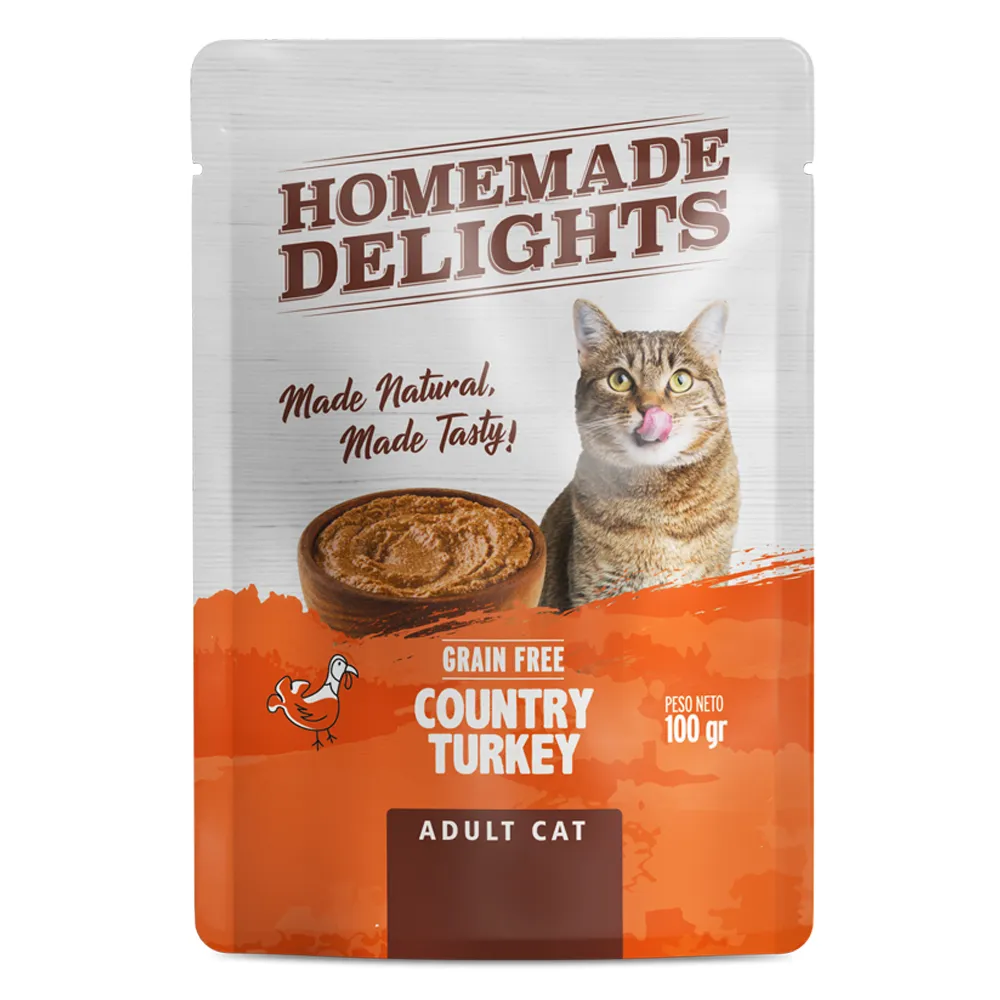 HOMEMADE
DELIGHTS
Made Natural,
Made Tasty!
GRAIN FREE
COUNTRY
TURKEY
PESO NETO
100 gr
ADULT CAT